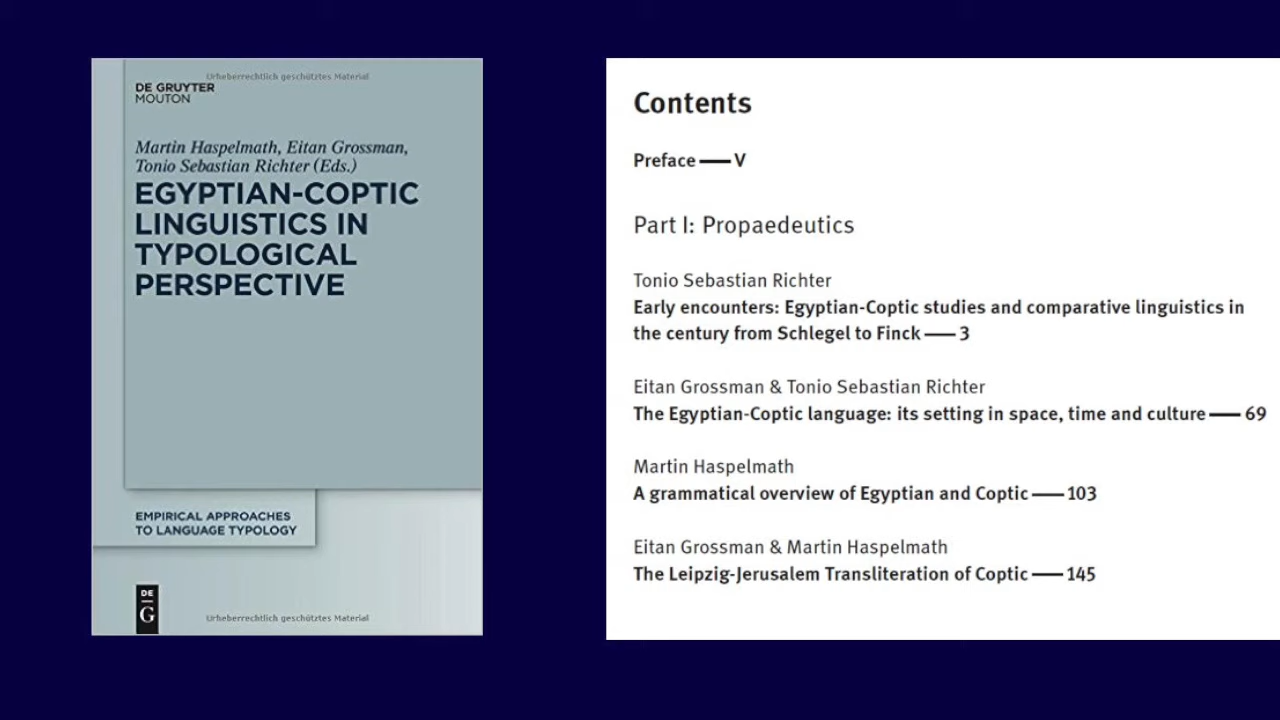 Urheberrechtlich geschütztes Material
DE GRUYTER
MOUTON
Martin Haspelmath, Eitan Grossman,
Tonio Sebastian Richter (Eds.)
EGYPTIAN-COPTIC
LINGUISTICS IN
TYPOLOGICAL
PERSPECTIVE
EMPIRICAL APPROACHES
TO LANGUAGE TYPOLOGY
DE
G
Urheberrechtlich geschütztes Material
Contents
Preface — V
Part I: Propaedeutics
Tonio Sebastian Richter
Early encounters: Egyptian-Coptic studies and comparative linguistics in
the century from Schlegel to Finck — 3
Eitan Grossman & Tonio Sebastian Richter
The Egyptian-Coptic language: its setting in space, time and culture — 69
Martin Haspelmath
A grammatical overview of Egyptian and Coptic — 103
Eitan Grossman & Martin Haspelmath
The Leipzig-Jerusalem Transliteration of Coptic — 145